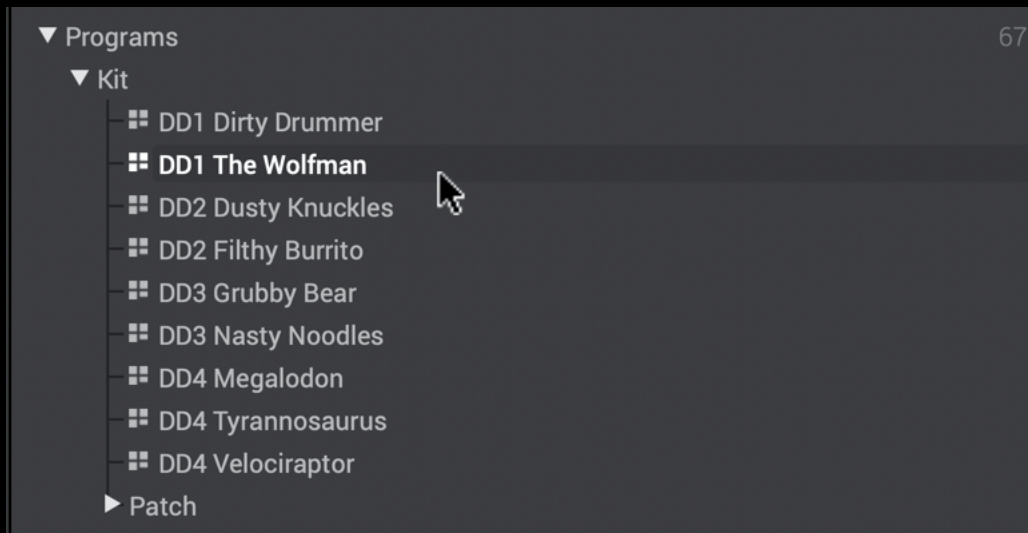 Programs 67
Kit
DD1 Dirty Drummer
DD1 The Wolfman
DD2 Dusty Knuckles
DD2 Filthy Burrito
DD3 Grubby Bear
DD3 Nasty Noodles
DD4 Megalodon
DD4 Tyrannosaurus
DD4 Velociraptor
Patch